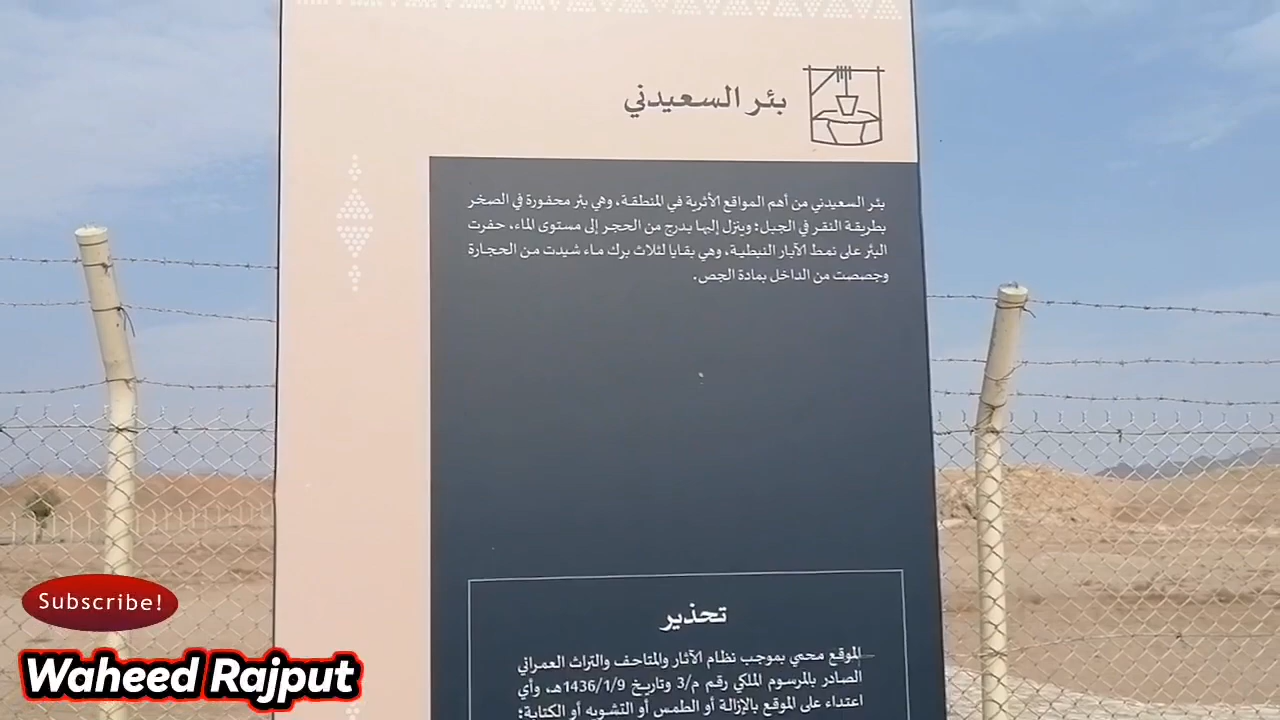 بئر السعيدني
بئر السعيدني من أهم المواقع الأثرية في المنطقة، وهي بئر محفورة في الصخر
بطريقة النقر في الجبل؛ وينزل إليها بدرج من الحجر إلى مستوى الماء، حفرت
البئر على نمط الآبار النبطية، وهي بقايا لثلاث برك ماء شيدت من الحجارة
وجصصت من الداخل بمادة الجص.
تحذير
الموقع محمي بموجب نظام الآثار والمتاحف والتراث العمراني
الصادر بالمرسوم الملكي رقم م/3 وتاريخ 1436/1/9هـ، وأي
اعتداء على الموقع بالإزالة أو الطمس أو التشويه أو الكتابة؛
Subscribe!
Waheed Rajput